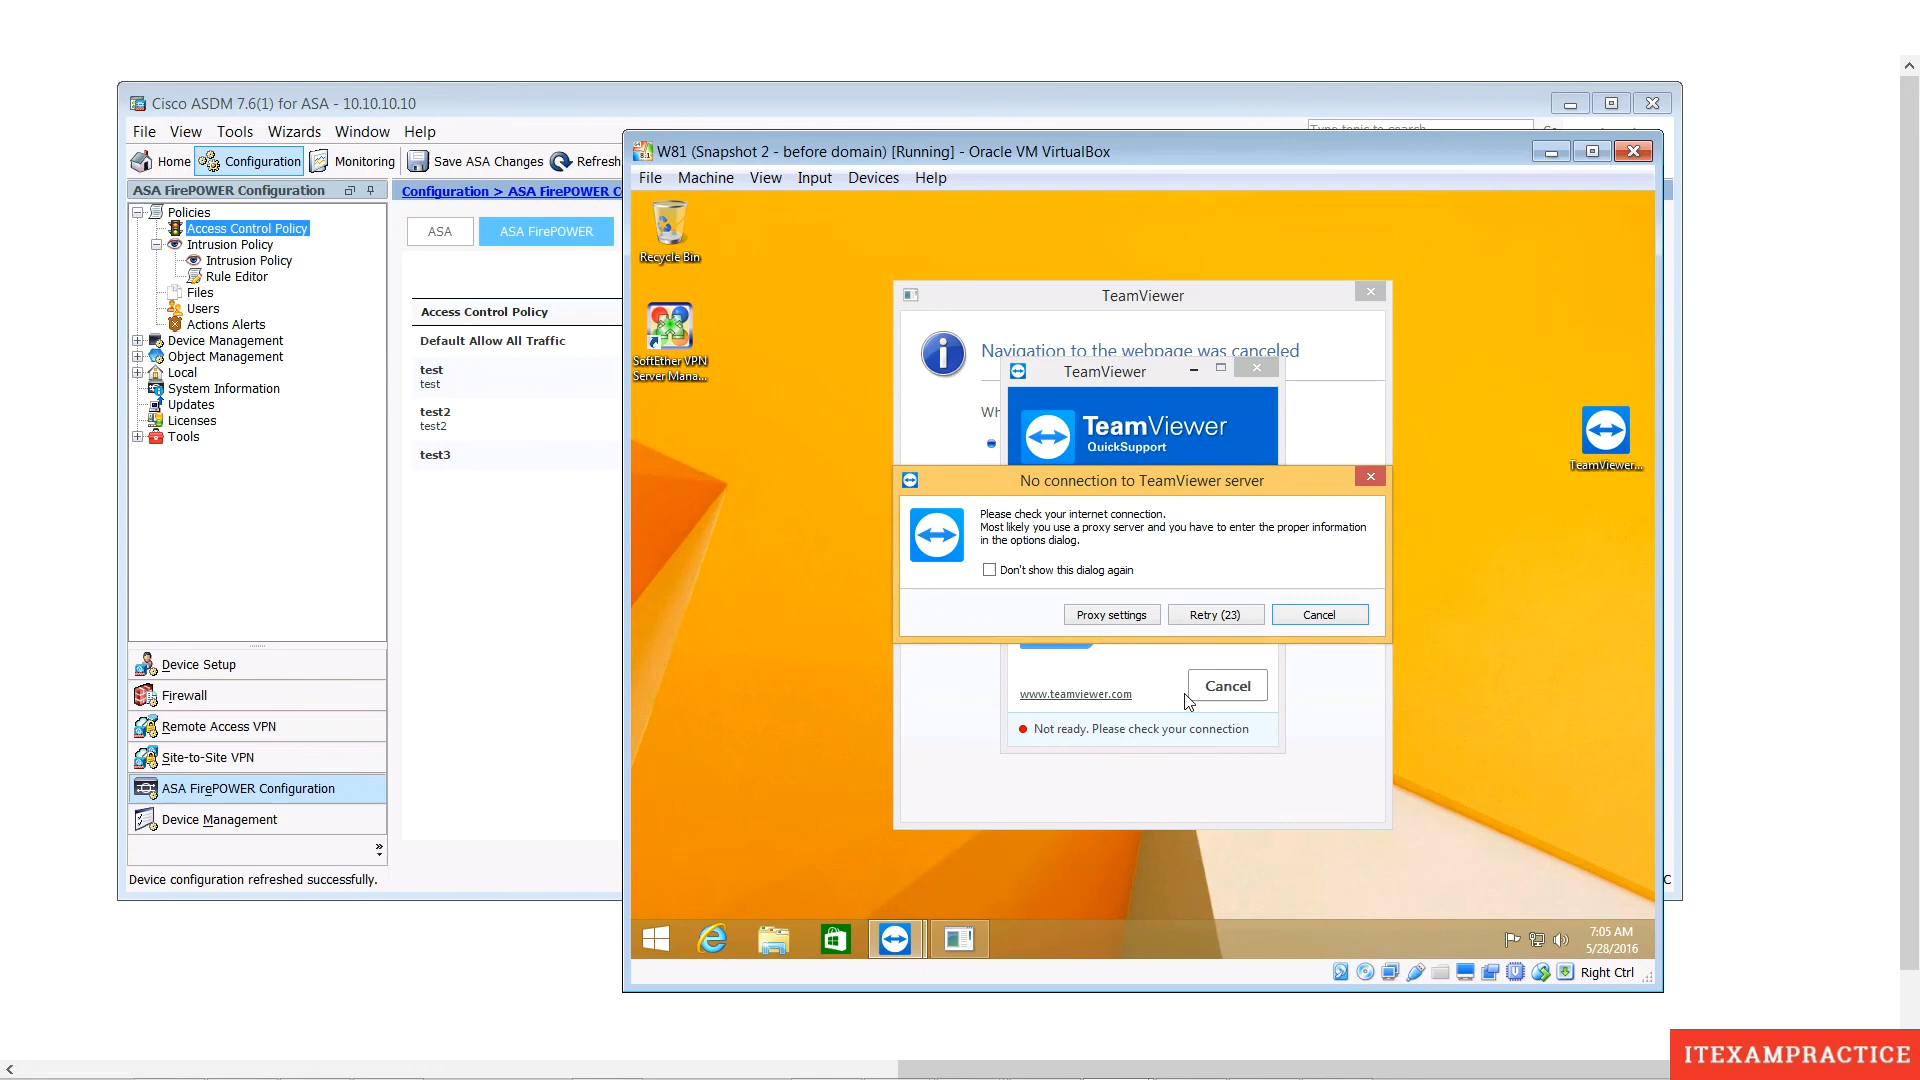 Cisco ASDM 7.6(1) for ASA - 10.10.10.10
File View Tools Wizards Window Help
Type topic to search
Home Configuration Monitoring Save ASA Changes Refresh
ASA FirePOWER Configuration
Configuration > ASA FirePOWER C
Policies
Access Control Policy
Intrusion Policy
Intrusion Policy
Rule Editor
Files
Users
Actions Alerts
Device Management
Object Management
Local
System Information
Updates
Licenses
Tools
ASA
ASA FirePOWER
Access Control Policy
Default Allow All Traffic
test
test
test2
test2
test3
Device Setup
Firewall
Remote Access VPN
Site-to-Site VPN
ASA FirePOWER Configuration
Device Management
»
Device configuration refreshed successfully.
W81 (Snapshot 2 - before domain) [Running] - Oracle VM VirtualBox
File Machine View Input Devices Help
Recycle Bin
SoftEther VPN
Server Mana...
TeamViewer...
TeamViewer
Navigation to the webpage was canceled
Wh
TeamViewer
TeamViewer
QuickSupport
No connection to TeamViewer server
Please check your internet connection.
Most likely you use a proxy server and you have to enter the proper information
in the options dialog.
Don't show this dialog again
Proxy settings
Retry (23)
Cancel
Cancel
www.teamviewer.com
Not ready. Please check your connection
7:05 AM
5/28/2016
Right Ctrl
C
ITEXAMPRACTICE